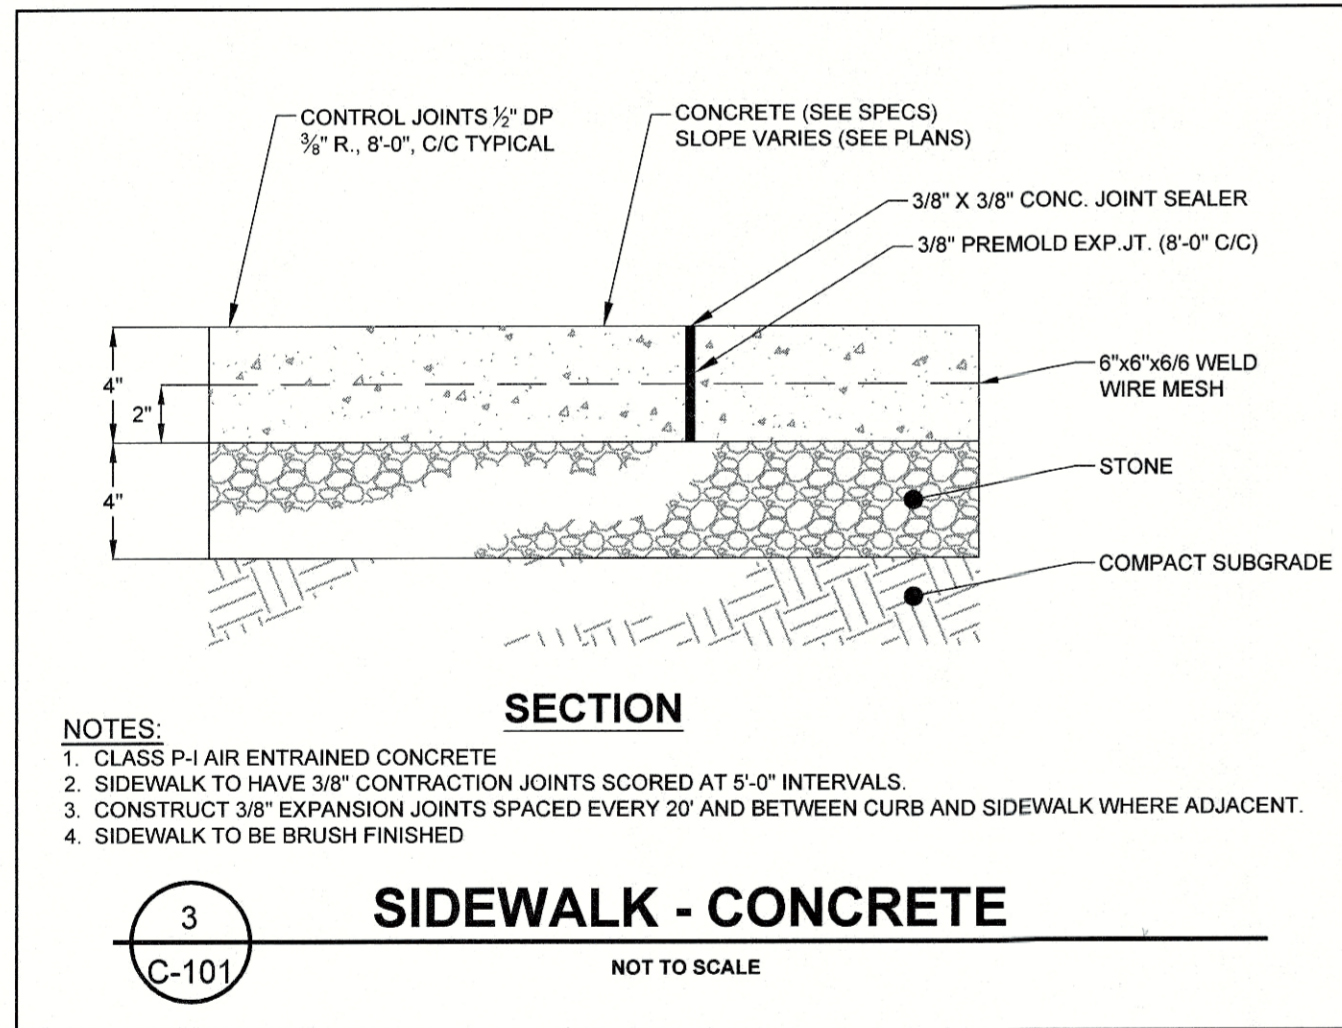 CONTROL JOINTS ½" DP
⅜" R., 8'-0", C/C TYPICAL
CONCRETE (SEE SPECS)
SLOPE VARIES (SEE PLANS)
3/8" X 3/8" CONC. JOINT SEALER
3/8" PREMOLD EXP.JT. (8'-0" C/C)
4"
2"
6"x6"x6/6 WELD
WIRE MESH
4"
STONE
COMPACT SUBGRADE
SECTION
NOTES:
1. CLASS P-I AIR ENTRAINED CONCRETE
2. SIDEWALK TO HAVE 3/8" CONTRACTION JOINTS SCORED AT 5'-0" INTERVALS.
3. CONSTRUCT 3/8" EXPANSION JOINTS SPACED EVERY 20' AND BETWEEN CURB AND SIDEWALK WHERE ADJACENT.
4. SIDEWALK TO BE BRUSH FINISHED
3
C-101
SIDEWALK - CONCRETE
NOT TO SCALE